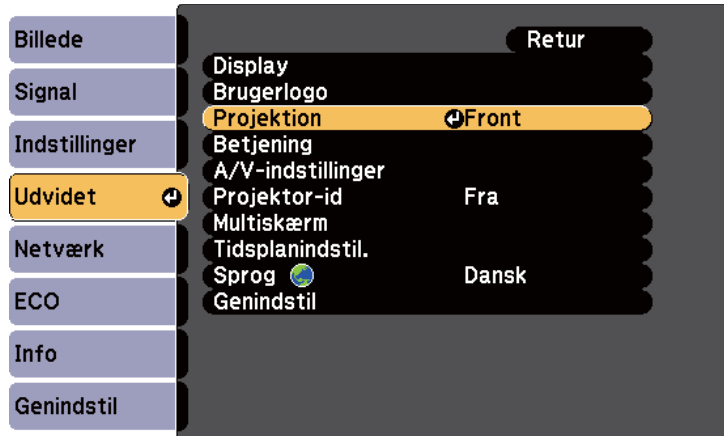 Billede
Signal
Indstillinger
Udvidet
Netværk
ECO
Info
Genindstil
Retur
Display
Brugerlogo
Projektion Front
Betjening
A/V-indstillinger
Projektor-id Fra
Multiskærm
Tidsplanindstil.
Sprog Dansk
Genindstil